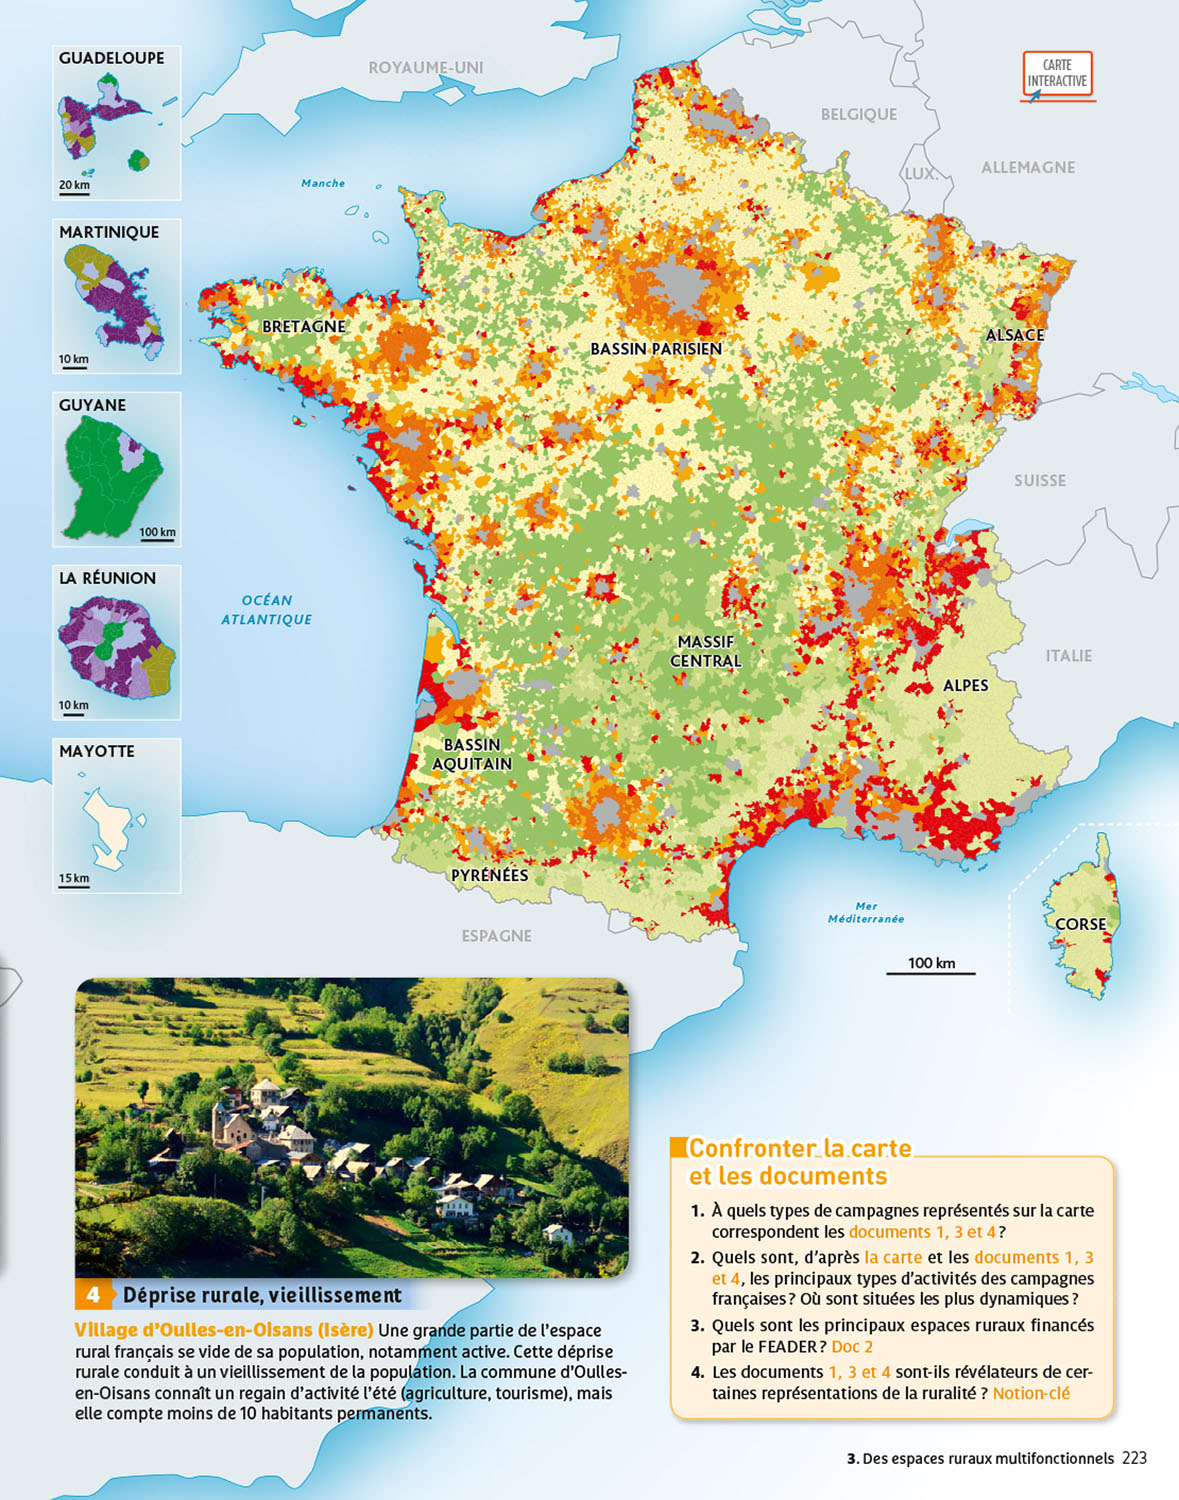 GUADELOUPE
20 km
MARTINIQUE
10 km
GUYANE
100 km
LA RÉUNION
10 km
MAYOTTE
15 km
CARTE
INTERACTIVE
ROYAUME-UNI
BELGIQUE
LUX.
ALLEMAGNE
Manche
BRETAGNE
BASSIN PARISIEN
ALSACE
SUISSE
OCÉAN
ATLANTIQUE
MASSIF
CENTRAL
ITALIE
ALPES
BASSIN
AQUITAIN
PYRÉNÉES
ESPAGNE
Mer
Méditerranée
CORSE
100 km
4 Déprise rurale, vieillissement
Village d'Oulles-en-Oisans (Isère) Une grande partie de l'espace
rural français se vide de sa population, notamment active. Cette déprise
rurale conduit à un vieillissement de la population. La commune d'Oulles-
en-Oisans connaît un regain d'activité l'été (agriculture, tourisme), mais
elle compte moins de 10 habitants permanents.
Confronter la carte
et les documents
1. À quels types de campagnes représentés sur la carte
correspondent les documents 1, 3 et 4 ?
2. Quels sont, d'après la carte et les documents 1, 3
et 4, les principaux types d'activités des campagnes
françaises ? Où sont situées les plus dynamiques ?
3. Quels sont les principaux espaces ruraux financés
par le FEADER ? Doc 2
4. Les documents 1, 3 et 4 sont-ils révélateurs de cer-
taines représentations de la ruralité ? Notion-clé
3. Des espaces ruraux multifonctionnels 223